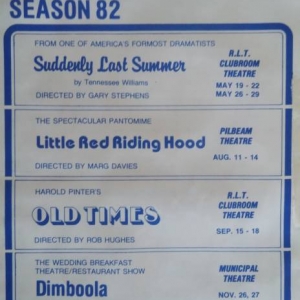 SEASON 82
FROM ONE OF AMERICA'S FORMOST DRAMATISTS
Suddenly Last Summer
by Tennessee Williams
DIRECTED BY GARY STEPHENS
R.L.T.
CLUBROOM
THEATRE
MAY 19 - 22
MAY 26 - 29
THE SPECTACULAR PANTOMIME
Little Red Riding Hood
DIRECTED BY MARG DAVIES
PILBEAM
THEATRE
AUG. 11 - 14
HAROLD PINTER'S
OLD TIMES
DIRECTED BY ROB HUGHES
R.L.T.
CLUBROOM
THEATRE
SEP. 15 - 18
THE WEDDING BREAKFAST
THEATRE/RESTAURANT SHOW
Dimboola
MUNICIPAL
THEATRE
NOV. 26, 27